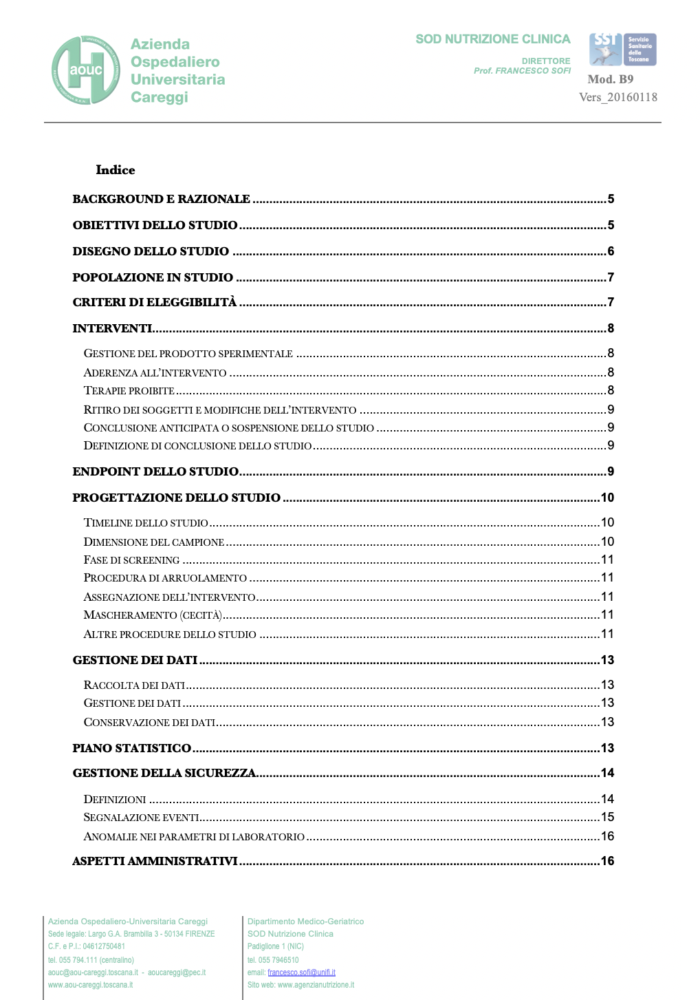 aouc
Azienda
Ospedaliero
Universitaria
Careggi
SOD NUTRIZIONE CLINICA
DIRETTORE
Prof. FRANCESCO SOFI
SST
Servizio
Sanitario
della
Toscana
Mod. B9
Vers_20160118
Indice
BACKGROUND E RAZIONALE ........ 5
OBIETTIVI DELLO STUDIO ........ 5
DISEGNO DELLO STUDIO ........ 6
POPOLAZIONE IN STUDIO ........ 7
CRITERI DI ELEGGIBILITÀ ........ 7
INTERVENTI ........ 8
GESTIONE DEL PRODOTTO SPERIMENTALE ........ 8
ADERENZA ALL'INTERVENTO ........ 8
TERAPIE PROIBITE ........ 8
RITIRO DEI SOGGETTI E MODIFICHE DELL'INTERVENTO ........ 9
CONCLUSIONE ANTICIPATA O SOSPENSIONE DELLO STUDIO ........ 9
DEFINIZIONE DI CONCLUSIONE DELLO STUDIO ........ 9
ENDPOINT DELLO STUDIO ........ 9
PROGETTAZIONE DELLO STUDIO ........ 10
TIMELINE DELLO STUDIO ........ 10
DIMENSIONE DEL CAMPIONE ........ 10
FASE DI SCREENING ........ 11
PROCEDURA DI ARRUOLAMENTO ........ 11
ASSEGNAZIONE DELL'INTERVENTO ........ 11
MASCHERAMENTO (CECITÀ) ........ 11
ALTRE PROCEDURE DELLO STUDIO ........ 11
GESTIONE DEI DATI ........ 13
RACCOLTA DEI DATI ........ 13
GESTIONE DEI DATI ........ 13
CONSERVAZIONE DEI DATI ........ 13
PIANO STATISTICO ........ 13
GESTIONE DELLA SICUREZZA ........ 14
DEFINIZIONI ........ 14
SEGNALAZIONE EVENTI ........ 15
ANOMALIE NEI PARAMETRI DI LABORATORIO ........ 16
ASPETTI AMMINISTRATIVI ........ 16
Azienda Ospedaliero-Universitaria Careggi
Sede legale: Largo G.A. Brambilla 3 - 50134 FIRENZE
C.F. e P.I.: 04612750481
tel. 055 794.111 (centralino)
aouc@aou-careggi.toscana.it - aoucareggi@pec.it
www.aou-careggi.toscana.it
Dipartimento Medico-Geriatrico
SOD Nutrizione Clinica
Padiglione 1 (NIC)
tel. 055 7946510
email: francesco.sofi@unifi.it
Sito web: www.agenzianutrizione.it